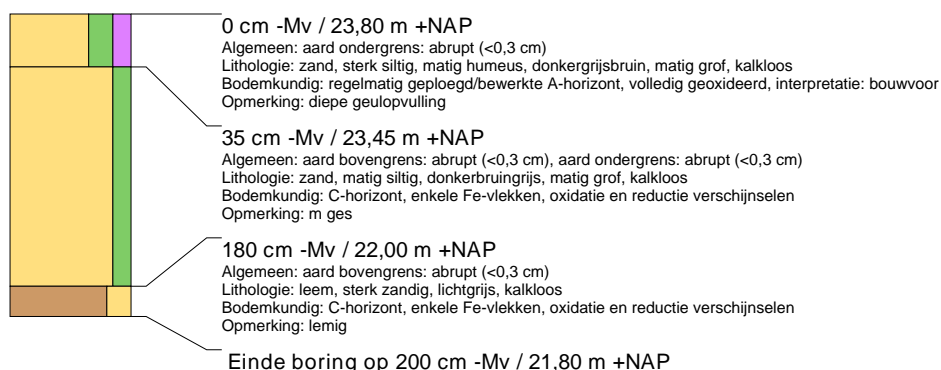 0 cm -Mv / 23,80 m +NAP
Algemeen: aard ondergrens: abrupt (<0,3 cm)
Lithologie: zand, sterk siltig, matig humeus, donkergrijsbruin, matig grof, kalkloos
Bodemkundig: regelmatig geploegd/bewerkte A-horizont, volledig geoxideerd, interpretatie: bouwvoor
Opmerking: diepe geulopvulling
35 cm -Mv / 23,45 m +NAP
Algemeen: aard bovengrens: abrupt (<0,3 cm), aard ondergrens: abrupt (<0,3 cm)
Lithologie: zand, matig siltig, donkerbruingrijs, matig grof, kalkloos
Bodemkundig: C-horizont, enkele Fe-vlekken, oxidatie en reductie verschijnselen
Opmerking: m ges
180 cm -Mv / 22,00 m +NAP
Algemeen: aard bovengrens: abrupt (<0,3 cm)
Lithologie: leem, sterk zandig, lichtgrijs, kalkloos
Bodemkundig: C-horizont, enkele Fe-vlekken, oxidatie en reductie verschijnselen
Opmerking: lemig
Einde boring op 200 cm -Mv / 21,80 m +NAP